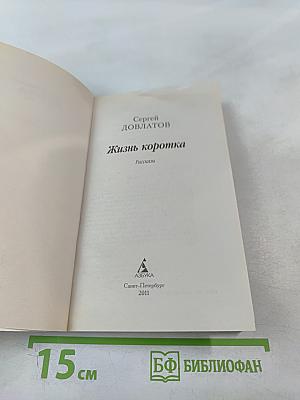 Сергей
ДОВЛАТОВ
Жизнь коротка
Рассказы
АЗБУКА
Санкт-Петербург
2011
15 см
БФ БИБЛИОФАН